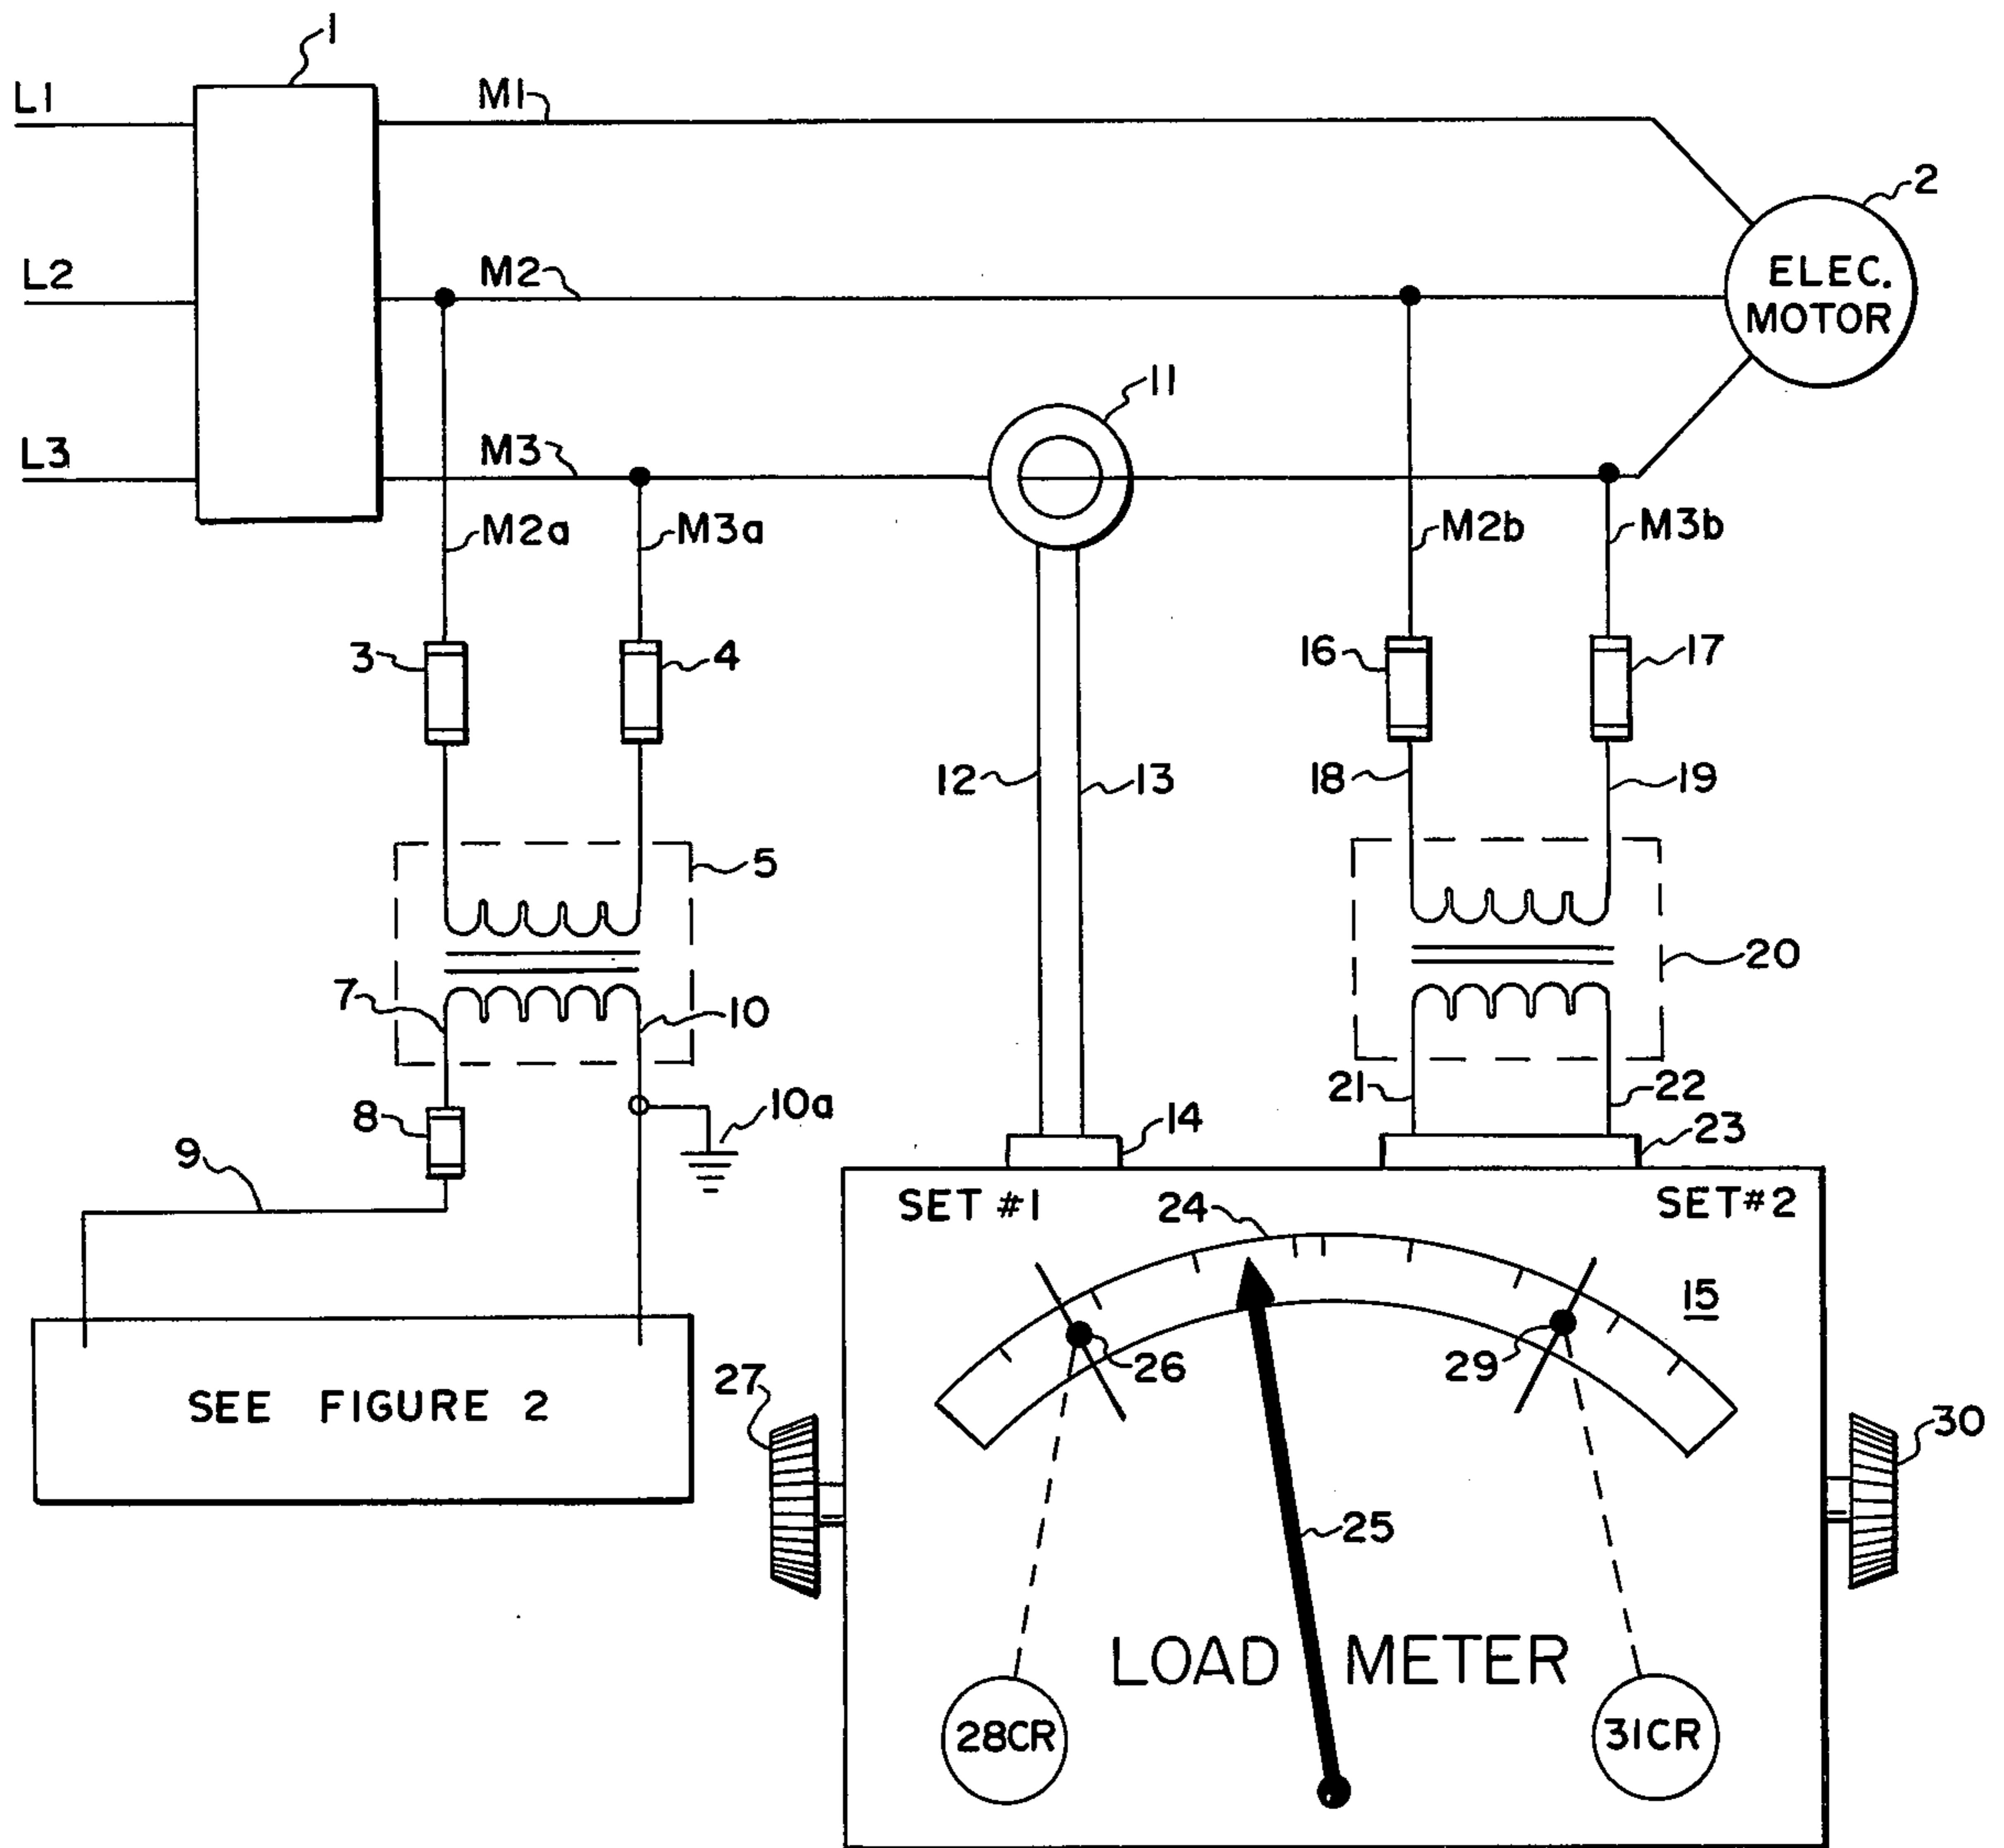 1
L1
M1
2
L2
M2
ELEC.
MOTOR
11
L3
M3
M2a
M3a
M2b
M3b
3
4
16
17
12
13
18
19
5
20
7
10
21
22
8
10a
14
23
9
SET #1
24
SET#2
15
26
29
27
SEE FIGURE 2
30
25
LOAD METER
28CR
31CR